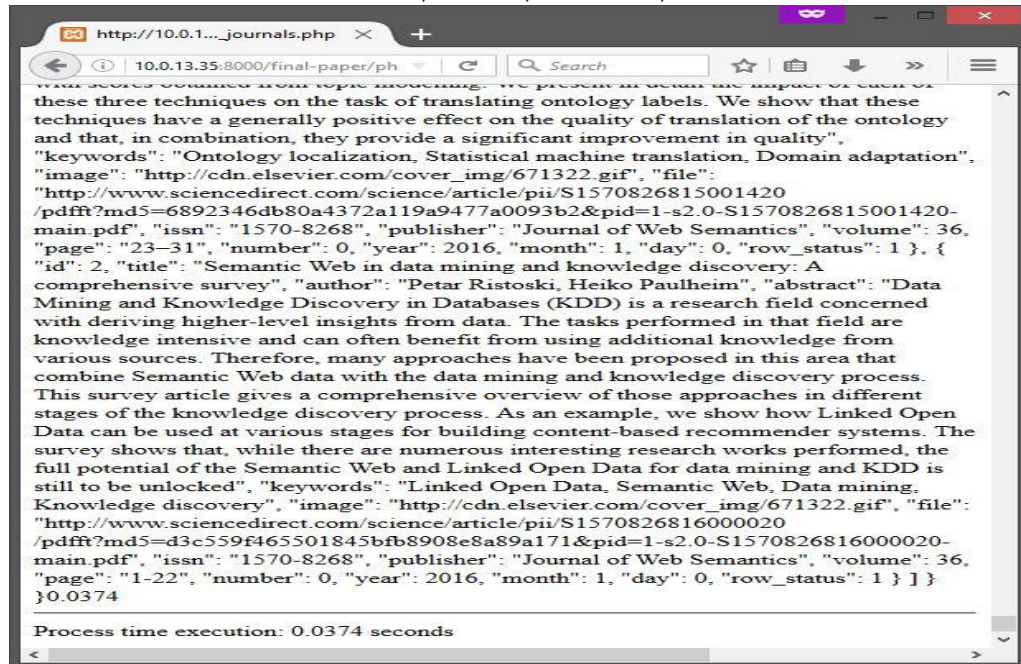 http://10.0.1..._journals.php
10.0.13.35:8000/final-paper/ph
Search
with scores obtained from topic modelling. We present in detail the impact of each of
these three techniques on the task of translating ontology labels. We show that these
techniques have a generally positive effect on the quality of translation of the ontology
and that, in combination, they provide a significant improvement in quality",
"keywords": "Ontology localization, Statistical machine translation, Domain adaptation",
"image": "http://cdn.elsevier.com/cover_img/671322.gif", "file":
"http://www.sciencedirect.com/science/article/pii/S1570826815001420
/pdfft?md5=6892346db80a4372a119a9477a0093b2&pid=1-s2.0-S1570826815001420-
main.pdf", "issn": "1570-8268", "publisher": "Journal of Web Semantics", "volume": 36,
"page": "23–31", "number": 0, "year": 2016, "month": 1, "day": 0, "row_status": 1 }, {
"id": 2, "title": "Semantic Web in data mining and knowledge discovery: A
comprehensive survey", "author": "Petar Ristoski, Heiko Paulheim", "abstract": "Data
Mining and Knowledge Discovery in Databases (KDD) is a research field concerned
with deriving higher-level insights from data. The tasks performed in that field are
knowledge intensive and can often benefit from using additional knowledge from
various sources. Therefore, many approaches have been proposed in this area that
combine Semantic Web data with the data mining and knowledge discovery process.
This survey article gives a comprehensive overview of those approaches in different
stages of the knowledge discovery process. As an example, we show how Linked Open
Data can be used at various stages for building content-based recommender systems. The
survey shows that, while there are numerous interesting research works performed, the
full potential of the Semantic Web and Linked Open Data for data mining and KDD is
still to be unlocked", "keywords": "Linked Open Data, Semantic Web, Data mining,
Knowledge discovery", "image": "http://cdn.elsevier.com/cover_img/671322.gif", "file":
"http://www.sciencedirect.com/science/article/pii/S1570826816000020
/pdfft?md5=d3c559f465501845bfb8908e8a89a171&pid=1-s2.0-S1570826816000020-
main.pdf", "issn": "1570-8268", "publisher": "Journal of Web Semantics", "volume": 36,
"page": "1-22", "number": 0, "year": 2016, "month": 1, "day": 0, "row_status": 1 } ] }
}0.0374
Process time execution: 0.0374 seconds